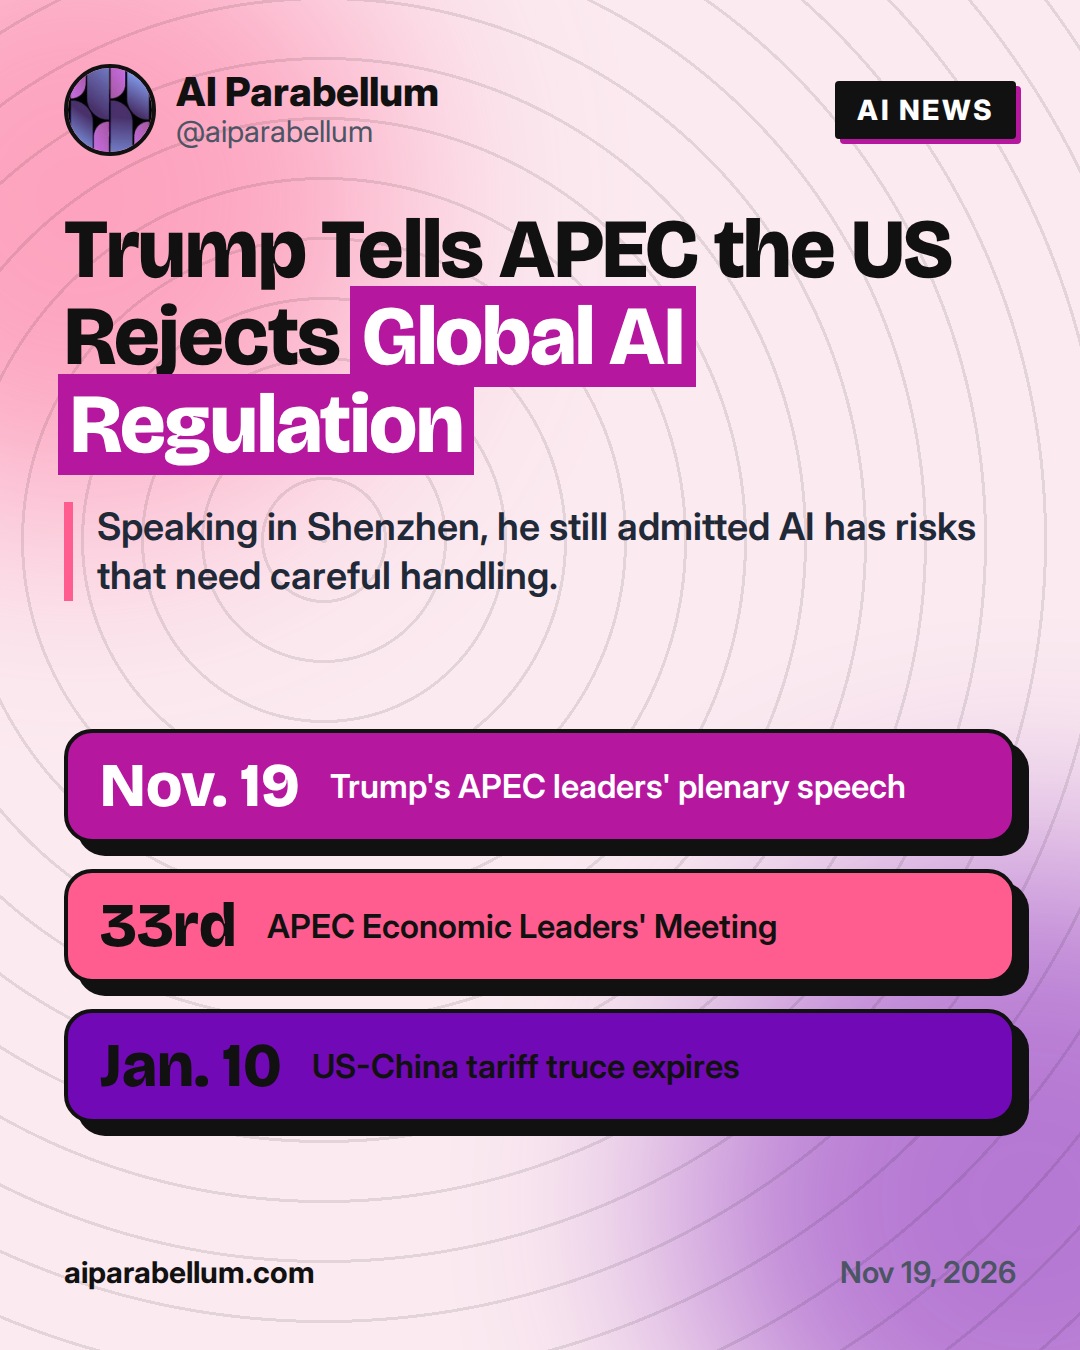 AI Parabellum
@aiparabellum
AI NEWS
Trump Tells APEC the US
Rejects Global AI
Regulation
Speaking in Shenzhen, he still admitted AI has risks
that need careful handling.
Nov. 19 Trump's APEC leaders' plenary speech
33rd APEC Economic Leaders' Meeting
Jan. 10 US-China tariff truce expires
aiparabellum.com
Nov 19, 2026